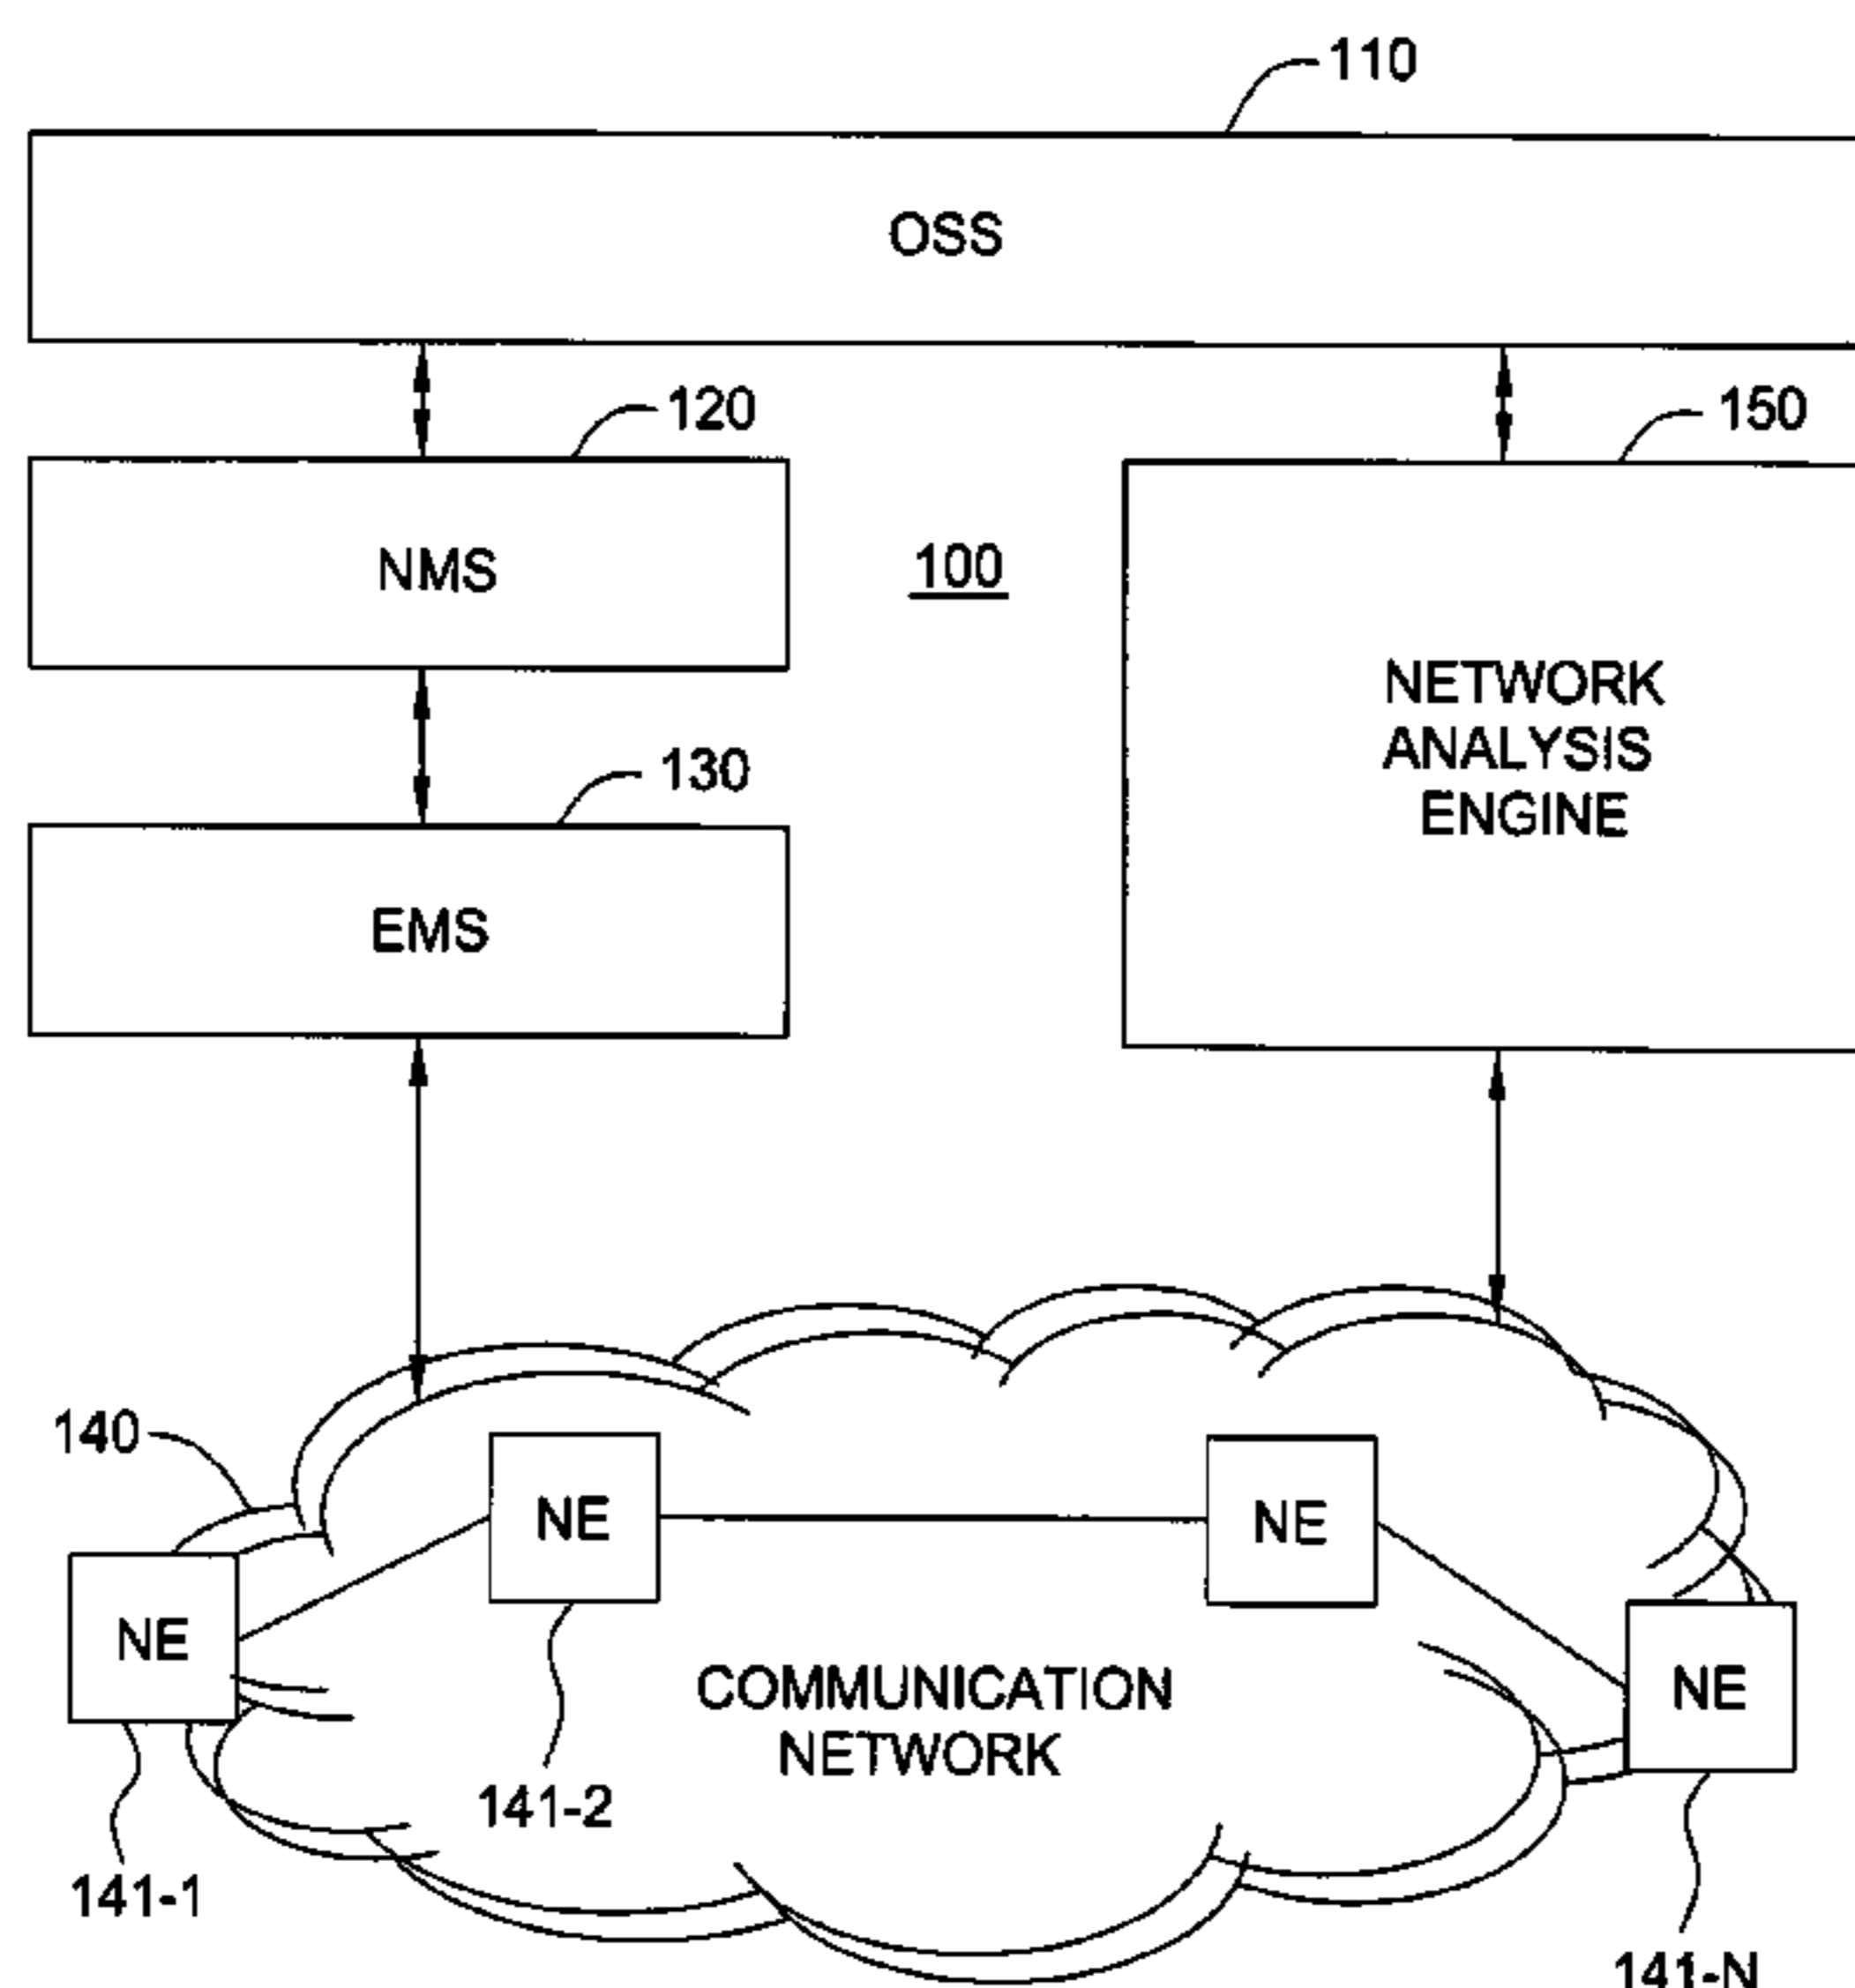 110
OSS
120
150
NMS
100
NETWORK
ANALYSIS
ENGINE
130
EMS
140
NE
NE
NE
NE
COMMUNICATION
NETWORK
141-2
141-1
141-N